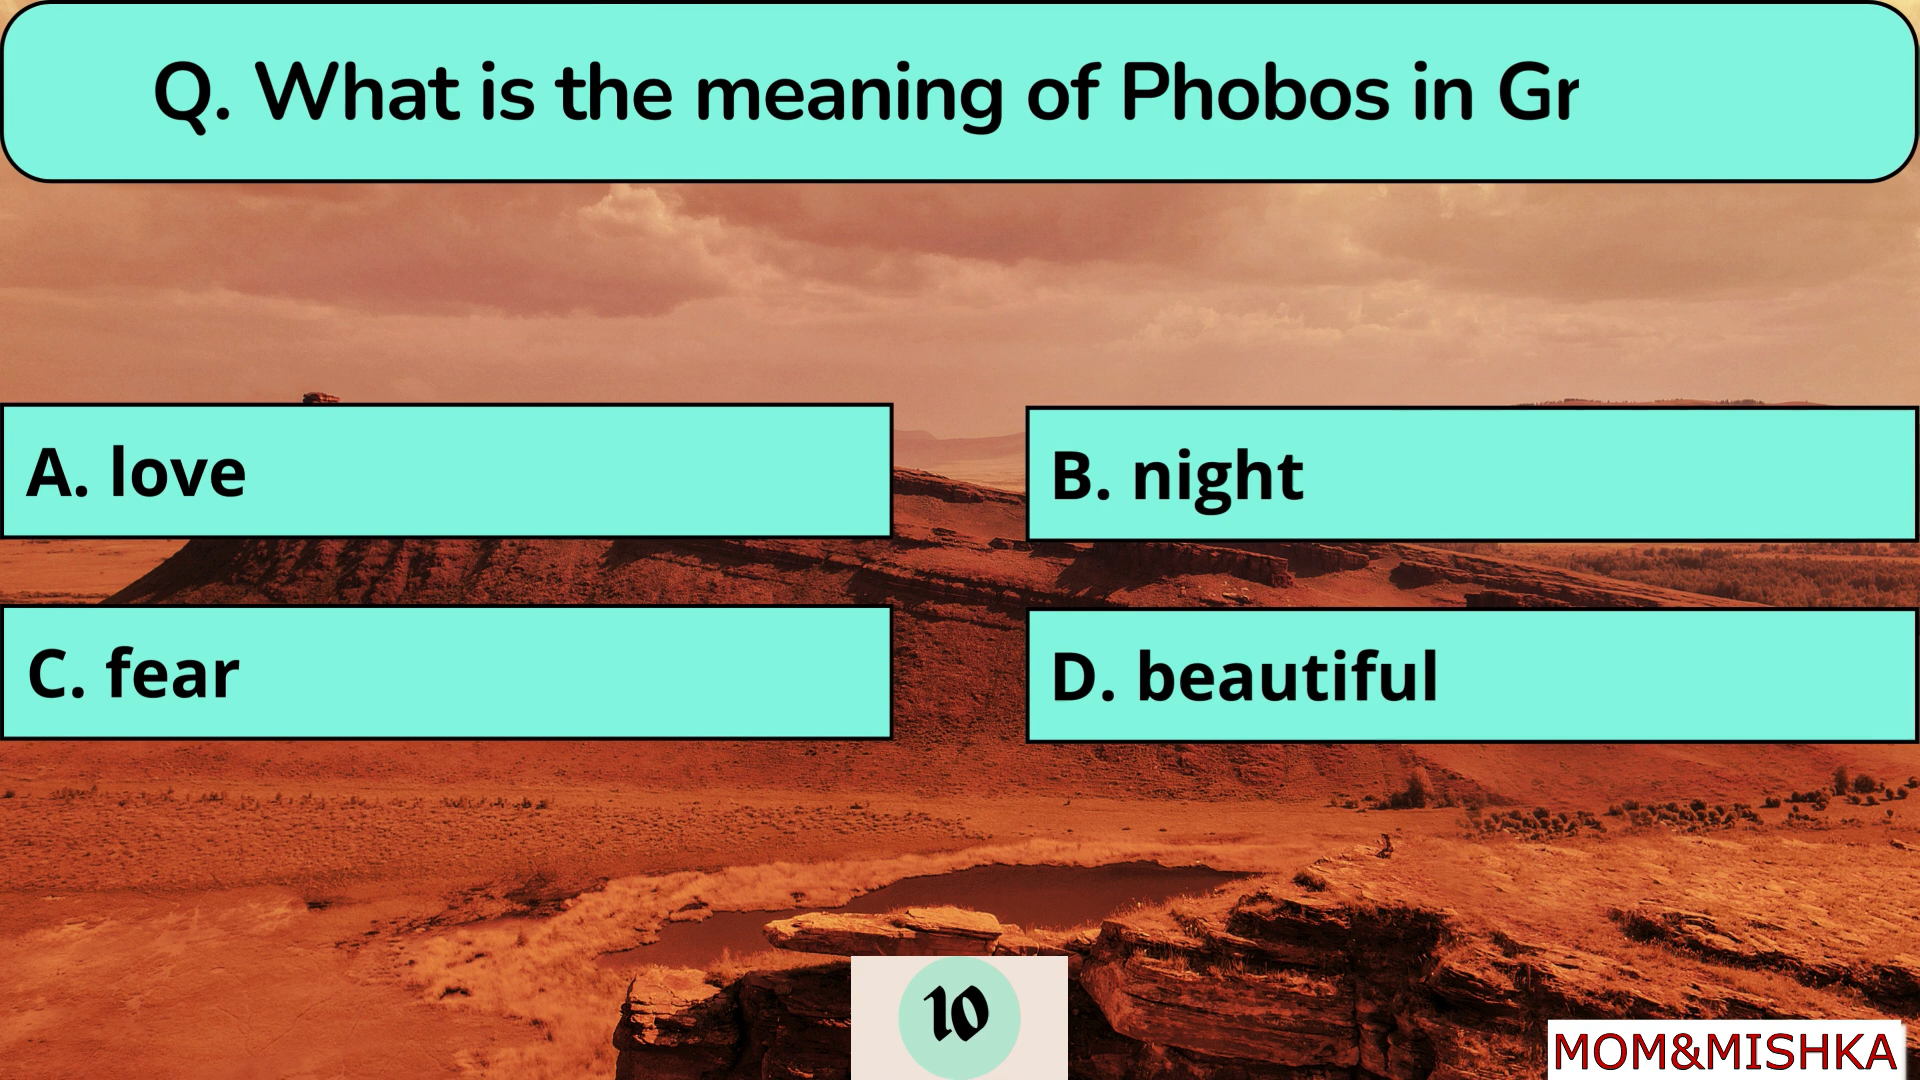 Q. What is the meaning of Phobos in Gr
A. love
B. night
C. fear
D. beautiful
10
MOM&MISHKA